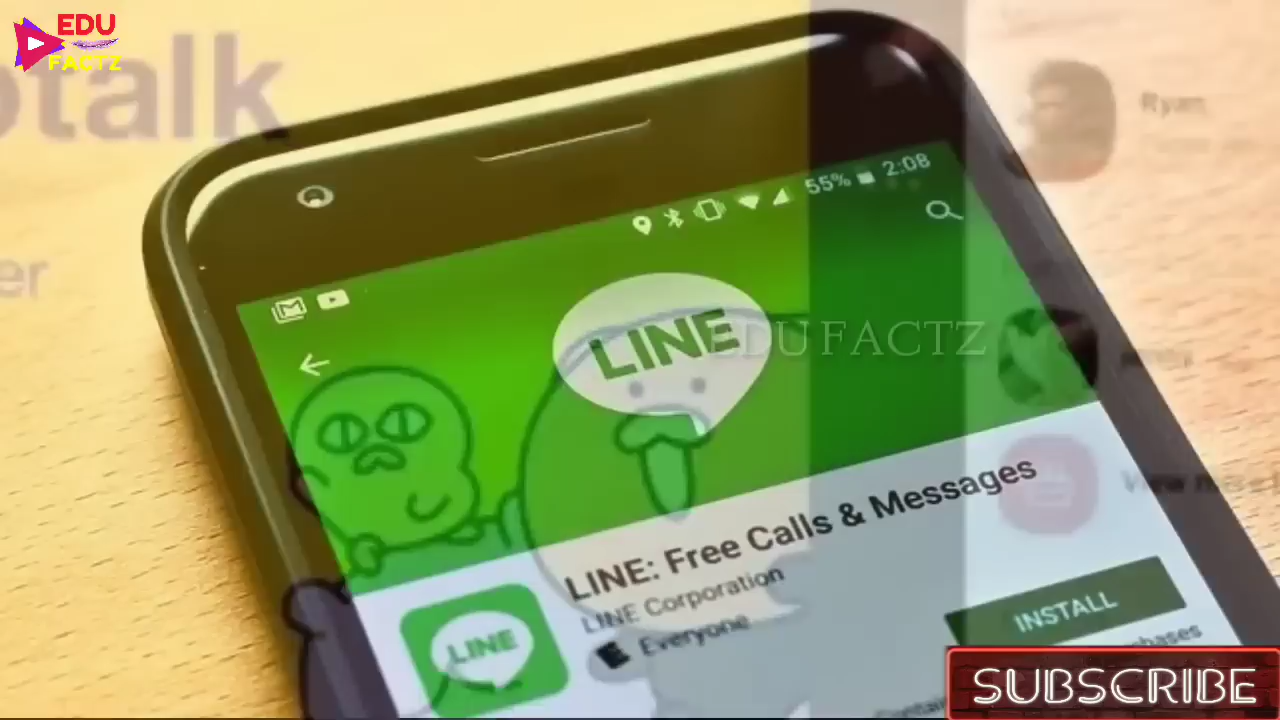 EDU
FACTZ
talk
Ryan
55% 2:08
LINE
EDU FACTZ
LINE: Free Calls & Messages
LINE Corporation
Everyone
INSTALL
LINE
SUBSCRIBE